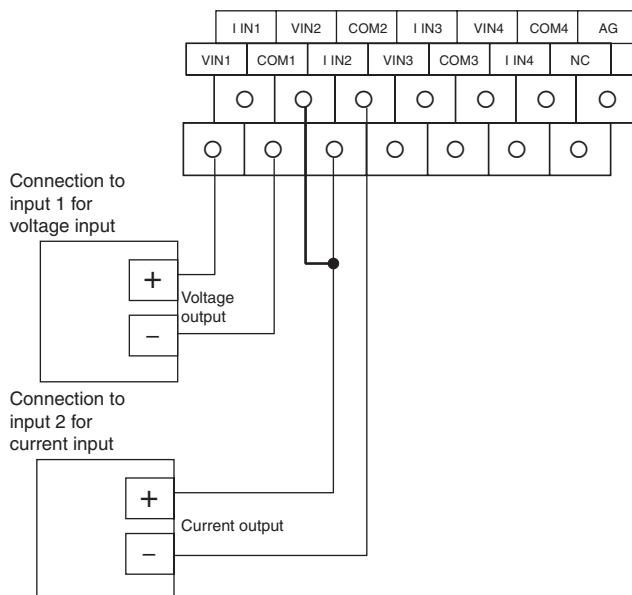 I IN1 VIN2 COM2 I IN3 VIN4 COM4 AG
VIN1 COM1 I IN2 VIN3 COM3 I IN4 NC
Connection to
input 1 for
voltage input
+
Voltage
output
−
Connection to
input 2 for
current input
+
Current output
−